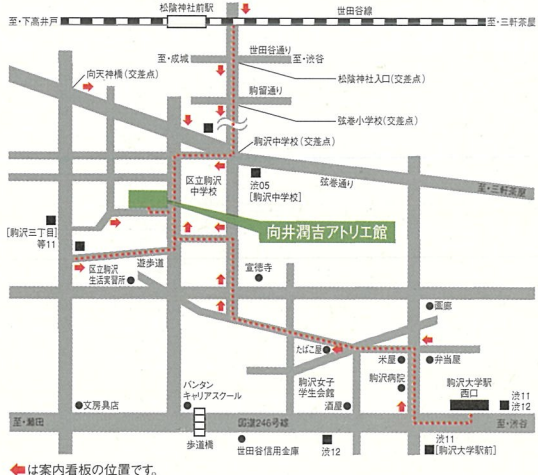 松陰神社前駅
世田谷線
至・下高井戸
至・三軒茶屋
世田谷通り
至・成城
至・渋谷
向天神橋(交差点)
松陰神社入口(交差点)
駒留通り
弦巻小学校(交差点)
駒沢中学校(交差点)
区立駒沢
中学校
渋05
[駒沢中学校]
弦巻通り
至・三軒茶屋
向井潤吉アトリエ館
[駒沢三丁目]
等11
遊歩道
区立駒沢
生活実習所
宣徳寺
画廊
たばこ屋
米屋
弁当屋
駒沢女子
学生会館
駒沢病院
駒沢大学駅
西口
バンタン
キャリアスクール
文房具店
酒屋
渋11
渋12
至・瀬田
国道246号線
至・渋谷
歩道橋
世田谷信用金庫
渋12
渋11
[駒沢大学駅前]
は案内看板の位置です。